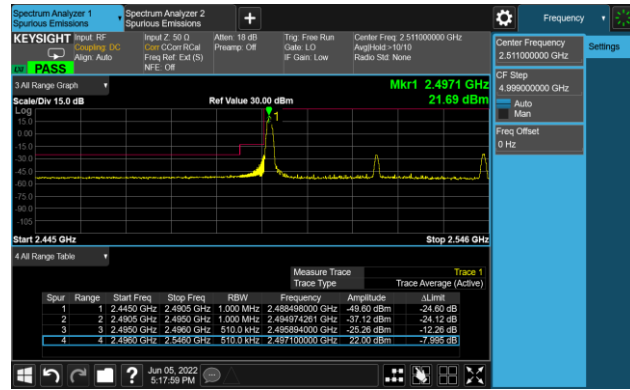 Spectrum Analyzer 1
Spurious Emissions
Spectrum Analyzer 2
Spurious Emissions
Frequency
KEYSIGHT
Input: RF
Coupling: DC
Align: Auto
Input Z: 50 Ω
Corr CCorr RCal
Freq Ref: Ext (S)
NFE: Off
Atten: 18 dB
Preamp: Off
Trig: Free Run
Gate: LO
IF Gain: Low
Center Freq: 2.511000000 GHz
Avg|Hold:>10/10
Radio Std: None
PASS
Center Frequency
2.511000000 GHz
Settings
CF Step
4.999000000 GHz
Auto
Man
Freq Offset
0 Hz
3 All Range Graph
Mkr1 2.4971 GHz
21.69 dBm
Scale/Div 15.0 dB
Ref Value 30.00 dBm
Log
15.0
0.00
-15.0
-30.0
-45.0
-60.0
-75.0
-90.0
-105
1
Start 2.445 GHz
Stop 2.546 GHz
4 All Range Table
Measure Trace Trace 1
Trace Type Trace Average (Active)
Spur Range Start Freq Stop Freq RBW Frequency Amplitude ΔLimit
1 1 2.4450 GHz 2.4905 GHz 1.000 MHz 2.488498000 GHz -49.60 dBm -24.60 dB
2 2 2.4905 GHz 2.4950 GHz 1.000 MHz 2.494974261 GHz -37.12 dBm -24.12 dB
3 3 2.4950 GHz 2.4960 GHz 510.0 kHz 2.495894000 GHz -25.26 dBm -12.26 dB
4 4 2.4960 GHz 2.5460 GHz 510.0 kHz 2.497100000 GHz 22.00 dBm -7.995 dB
Jun 05, 2022
5:17:59 PM